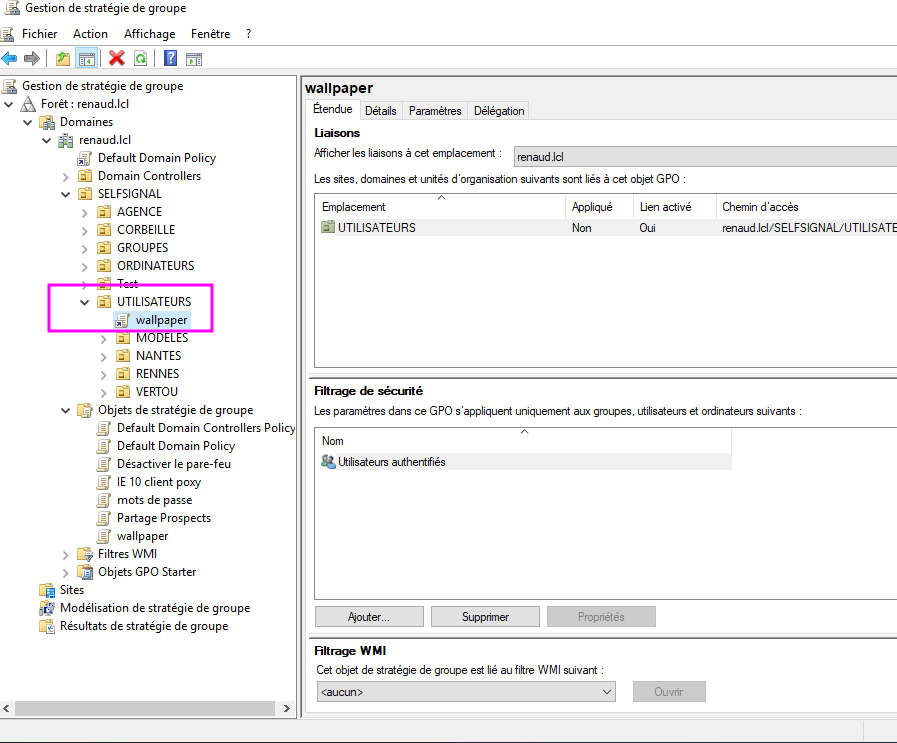 Gestion de stratégie de groupe
Fichier Action Affichage Fenêtre ?
Gestion de stratégie de groupe
Forêt : renaud.lcl
Domaines
renaud.lcl
Default Domain Policy
Domain Controllers
SELFSIGNAL
AGENCE
CORBEILLE
GROUPES
ORDINATEURS
Test
UTILISATEURS
wallpaper
MODELES
NANTES
RENNES
VERTOU
Objets de stratégie de groupe
Default Domain Controllers Policy
Default Domain Policy
Désactiver le pare-feu
IE 10 client poxy
mots de passe
Partage Prospects
wallpaper
Filtres WMI
Objets GPO Starter
Sites
Modélisation de stratégie de groupe
Résultats de stratégie de groupe
wallpaper
Étendue Détails Paramètres Délégation
Liaisons
Afficher les liaisons à cet emplacement : renaud.lcl
Les sites, domaines et unités d'organisation suivants sont liés à cet objet GPO :
Emplacement Appliqué Lien activé Chemin d'accès
UTILISATEURS Non Oui renaud.lcl/SELFSIGNAL/UTILISATE
Filtrage de sécurité
Les paramètres dans ce GPO s'appliquent uniquement aux groupes, utilisateurs et ordinateurs suivants :
Nom
Utilisateurs authentifiés
Ajouter... Supprimer Propriétés
Filtrage WMI
Cet objet de stratégie de groupe est lié au filtre WMI suivant :
<aucun> Ouvrir